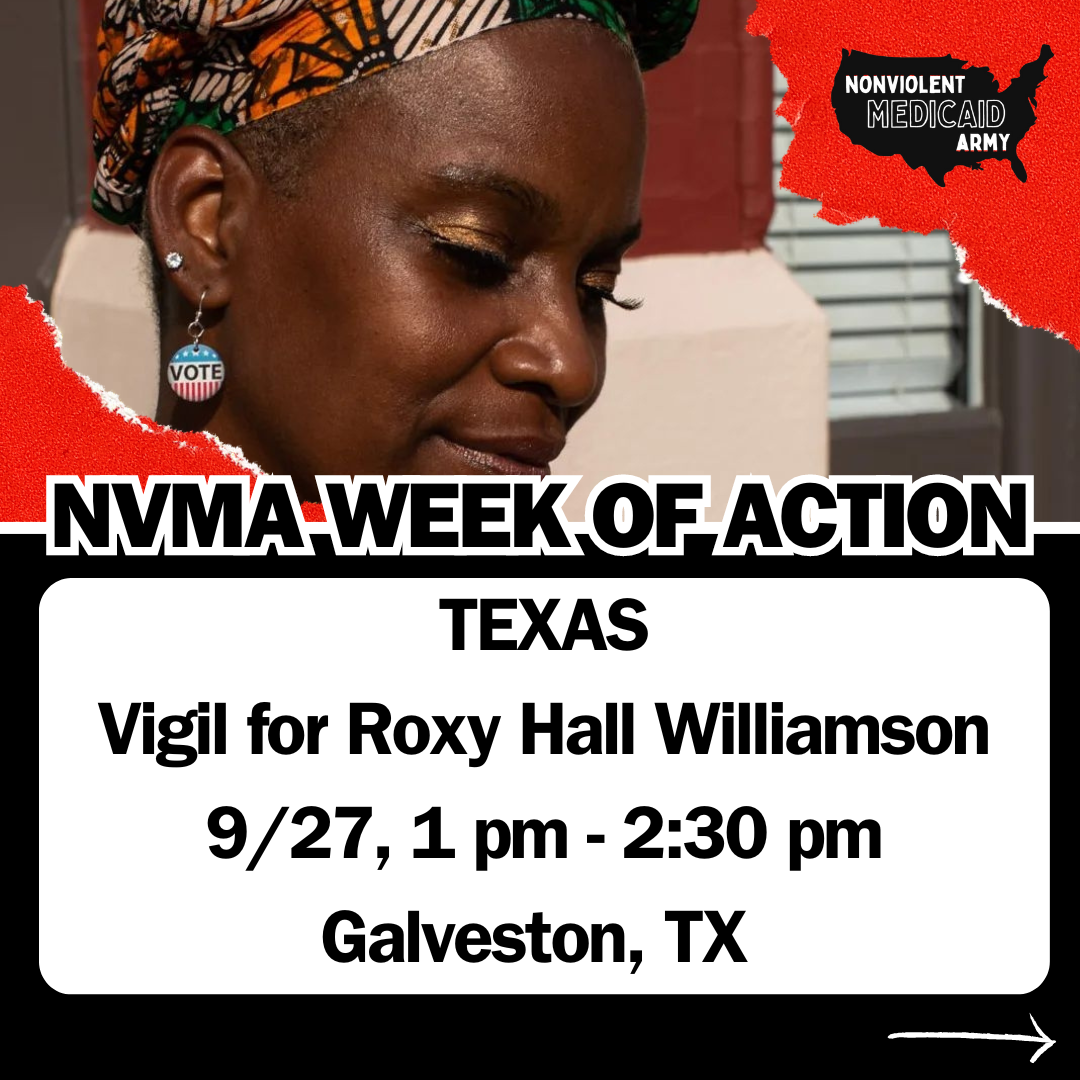 NONVIOLENT
MEDICAID
ARMY
VOTE
NVMA WEEK OF ACTION
TEXAS
Vigil for Roxy Hall Williamson
9/27, 1 pm - 2:30 pm
Galveston, TX